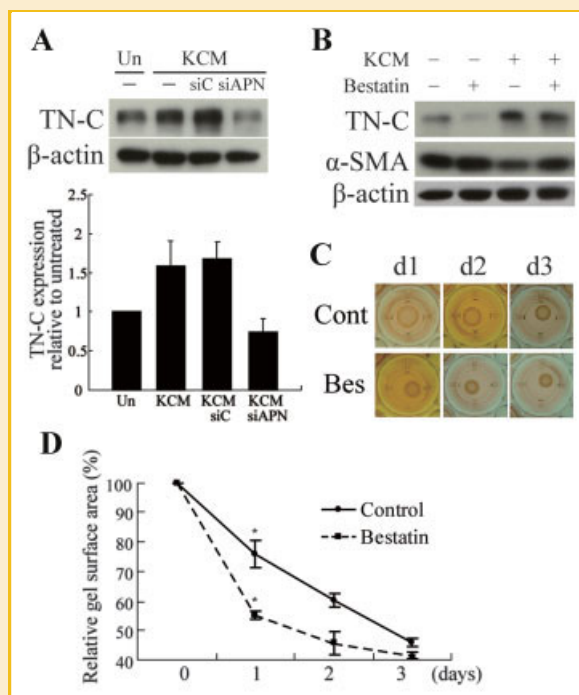 A
Un KCM
– – siC siAPN
TN-C
β-actin
TN-C expression
relative to untreated
2
1.5
1
0.5
0
Un KCM KCM siC KCM siAPN
B
KCM – – + +
Bestatin – + – +
TN-C
α-SMA
β-actin
C
d1 d2 d3
Cont
Bes
D
Relative gel surface area (%)
100
90
80
70
60
50
40
* *
Control
Bestatin
0 1 2 3 (days)